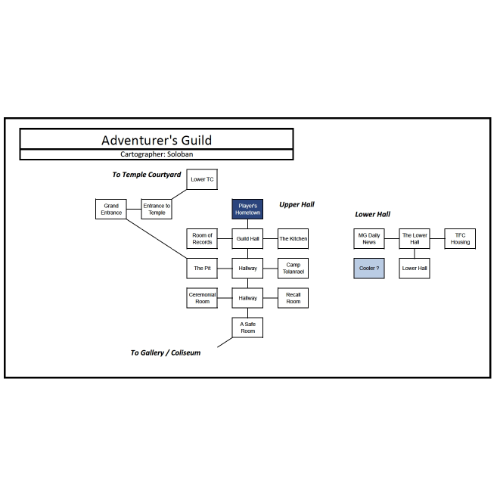 Adventurer's Guild
Cartographer: Soloban
To Temple Courtyard
Lower TC
Grand
Entrance
Entrance to
Temple
Player's
Hometown
Upper Hall
Lower Hall
Room of
Records
Guild Hall
The Kitchen
MG Daily
News
The Lower
Hall
TFC
Housing
The Pit
Hallway
Camp
Talanrael
Cooler ?
Lower Hall
Ceremonial
Room
Hallway
Recall
Room
A Safe
Room
To Gallery / Coliseum